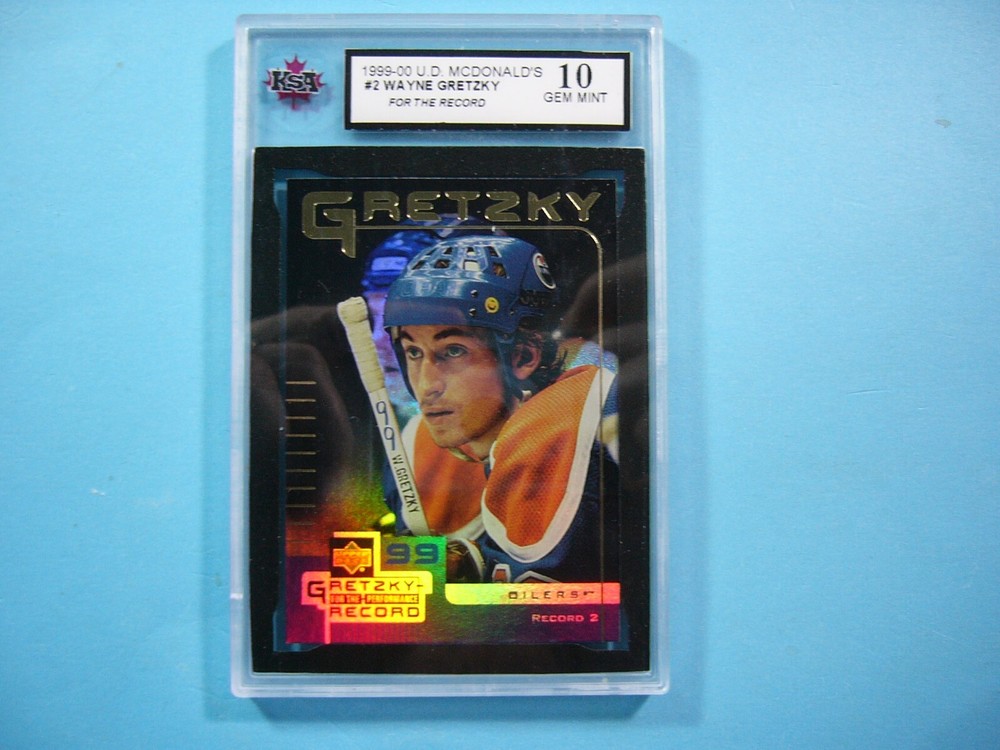 KSA
1999-00 U.D. MCDONALD'S
#2 WAYNE GRETZKY
FOR THE RECORD
10
GEM MINT
GRETZKY
99
W.GRETZKY
99
GRETZKY-
FOR THE PERFORMANCE
RECORD
OILERS
RECORD 2